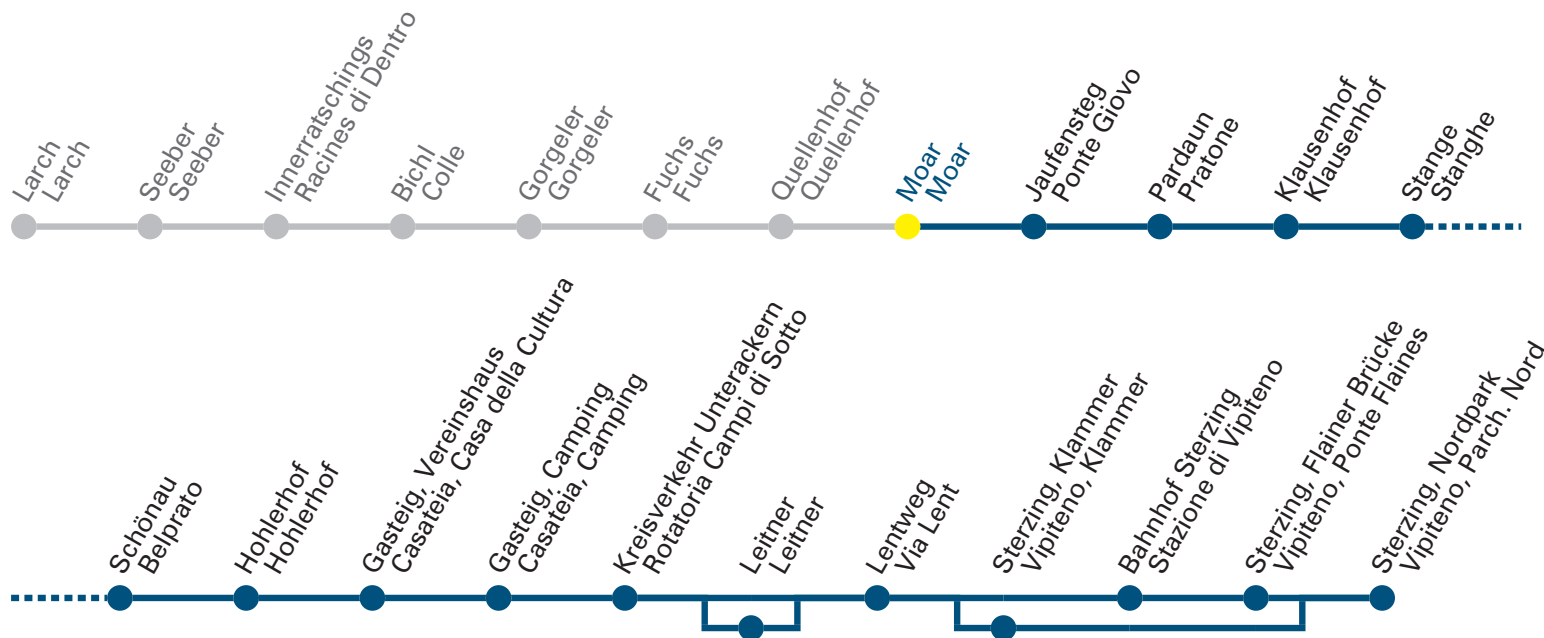 Larch
Larch
Seeber
Seeber
Innerratschings
Racines di Dentro
Bichl
Colle
Gorgeler
Gorgeler
Fuchs
Fuchs
Quellenhof
Quellenhof
Moar
Moar
Jaufensteg
Ponte Giovo
Pardaun
Pratone
Klausenhof
Klausenhof
Stange
Stanghe
Schönau
Belprato
Hohlerhof
Hohlerhof
Gasteig, Vereinshaus
Casateia, Casa della Cultura
Gasteig, Camping
Casateia, Camping
Kreisverkehr Unterackern
Rotatoria Campi di Sotto
Leitner
Leitner
Lentweg
Via Lent
Sterzing, Klammer
Vipiteno, Klammer
Bahnhof Sterzing
Stazione di Vipiteno
Sterzing, Flainer Brücke
Vipiteno, Ponte Flaines
Sterzing, Nordpark
Vipiteno, Parch. Nord